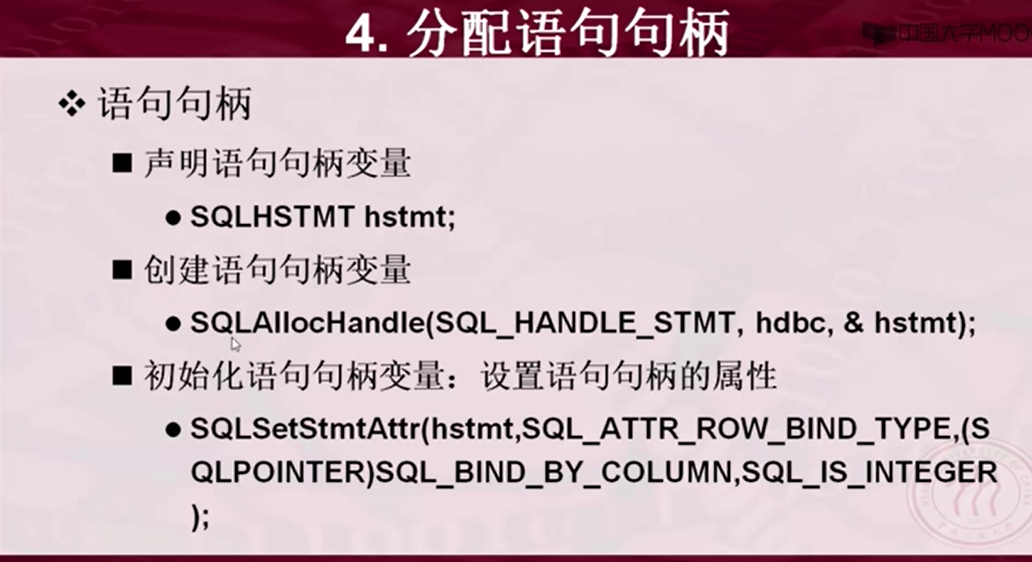 4. 分配语句句柄
中国大学MOO
❖ 语句句柄
■ 声明语句句柄变量
● SQLHSTMT hstmt;
■ 创建语句句柄变量
● SQLAllocHandle(SQL_HANDLE_STMT, hdbc, & hstmt);
■ 初始化语句句柄变量：设置语句句柄的属性
● SQLSetStmtAttr(hstmt,SQL_ATTR_ROW_BIND_TYPE,(S
QLPOINTER)SQL_BIND_BY_COLUMN,SQL_IS_INTEGER
);